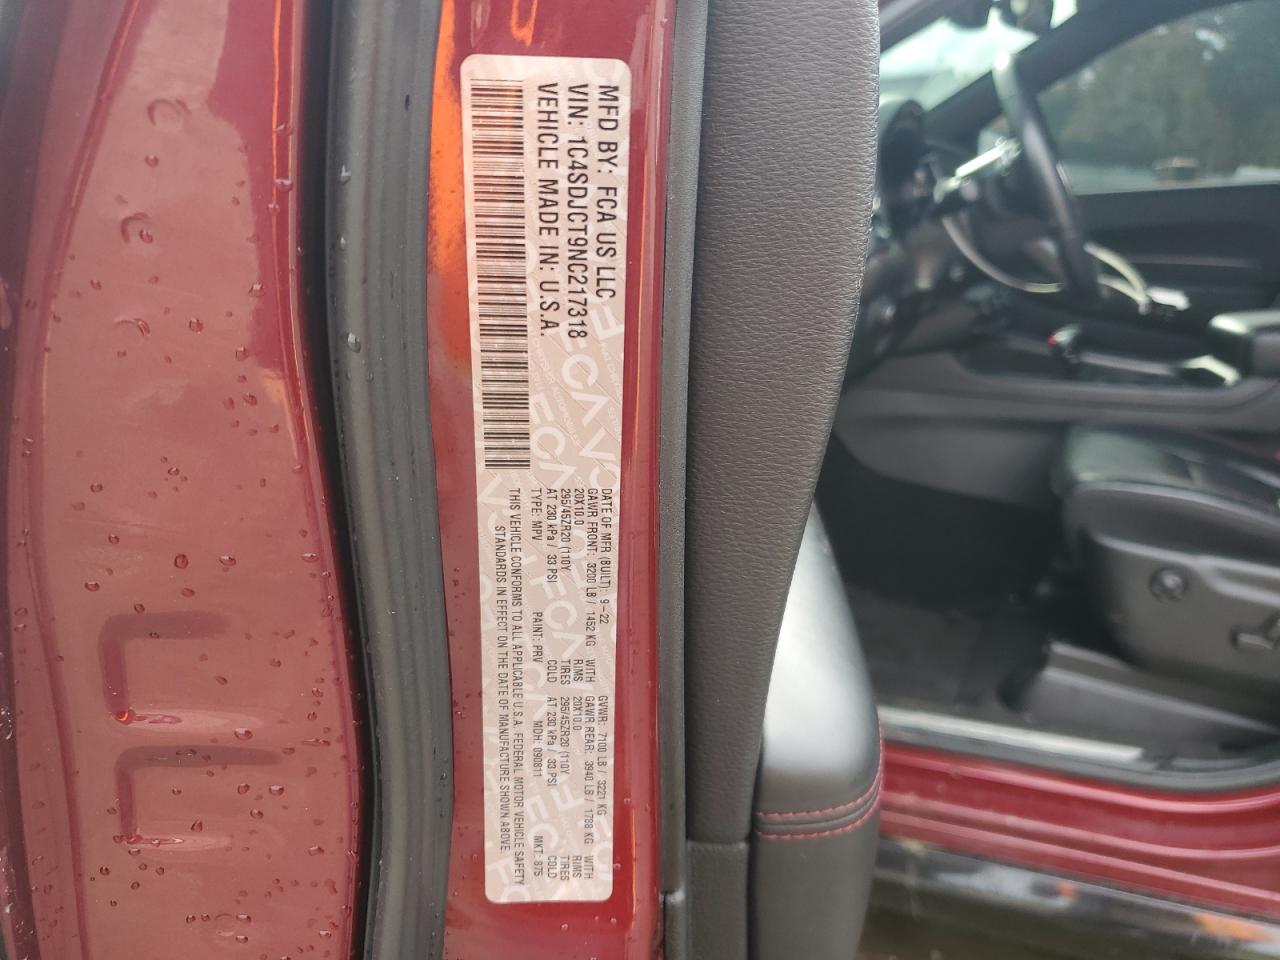 MFD BY: FCA US LLC
VIN: 1C4SDJCT9NC217318
VEHICLE MADE IN: U.S.A.
DATE OF MFR (BUILT): 9-22 GVWR: 7100 LB / 3221 KG
GAWR FRONT: 3200 LB / 1452 KG WITH GAWR REAR: 3940 LB / 1788 KG WITH
20X10.0 RIMS 20X10.0 RIMS
295/45ZR20 (110Y TIRES 295/45ZR20 (110Y TIRES
AT 230 kPa / 33 PSI COLD AT 230 kPa / 33 PSI COLD
TYPE: MPV PAINT: PRV MDH: 090811 MKT: 875
THIS VEHICLE CONFORMS TO ALL APPLICABLE U.S.A. FEDERAL MOTOR VEHICLE SAFETY
STANDARDS IN EFFECT ON THE DATE OF MANUFACTURE SHOWN ABOVE.